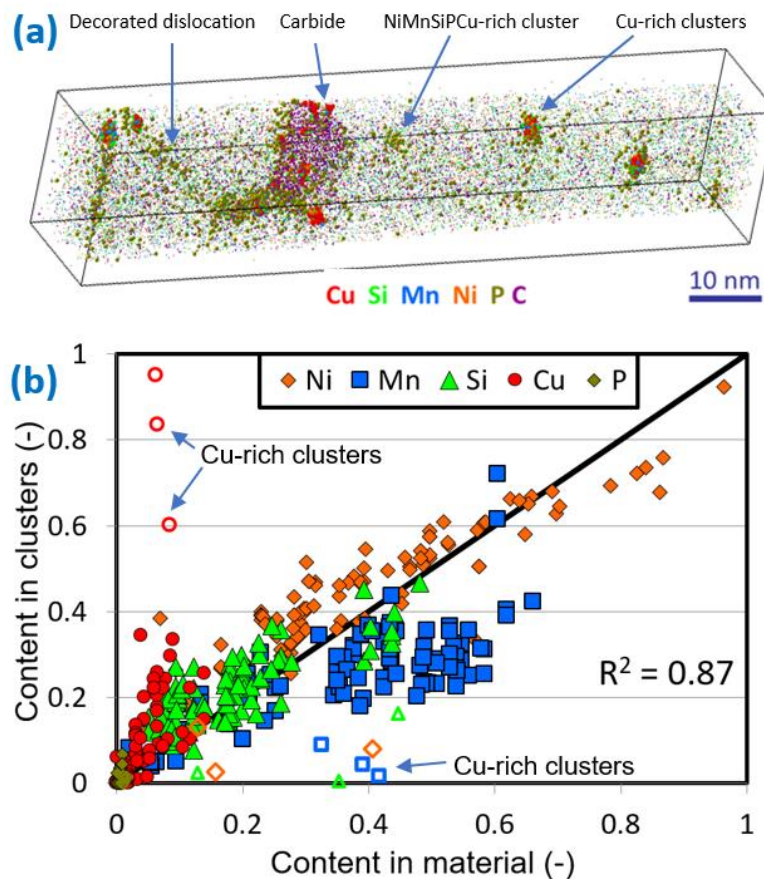 (a)
Decorated dislocation Carbide NiMnSiPCu-rich cluster Cu-rich clusters
Cu Si Mn Ni P C
10 nm
(b)
1
Ni Mn Si Cu P
0.8
Cu-rich clusters
0.6
0.4
R² = 0.87
0.2
Cu-rich clusters
0
0 0.2 0.4 0.6 0.8 1
Content in clusters (-)
Content in material (-)